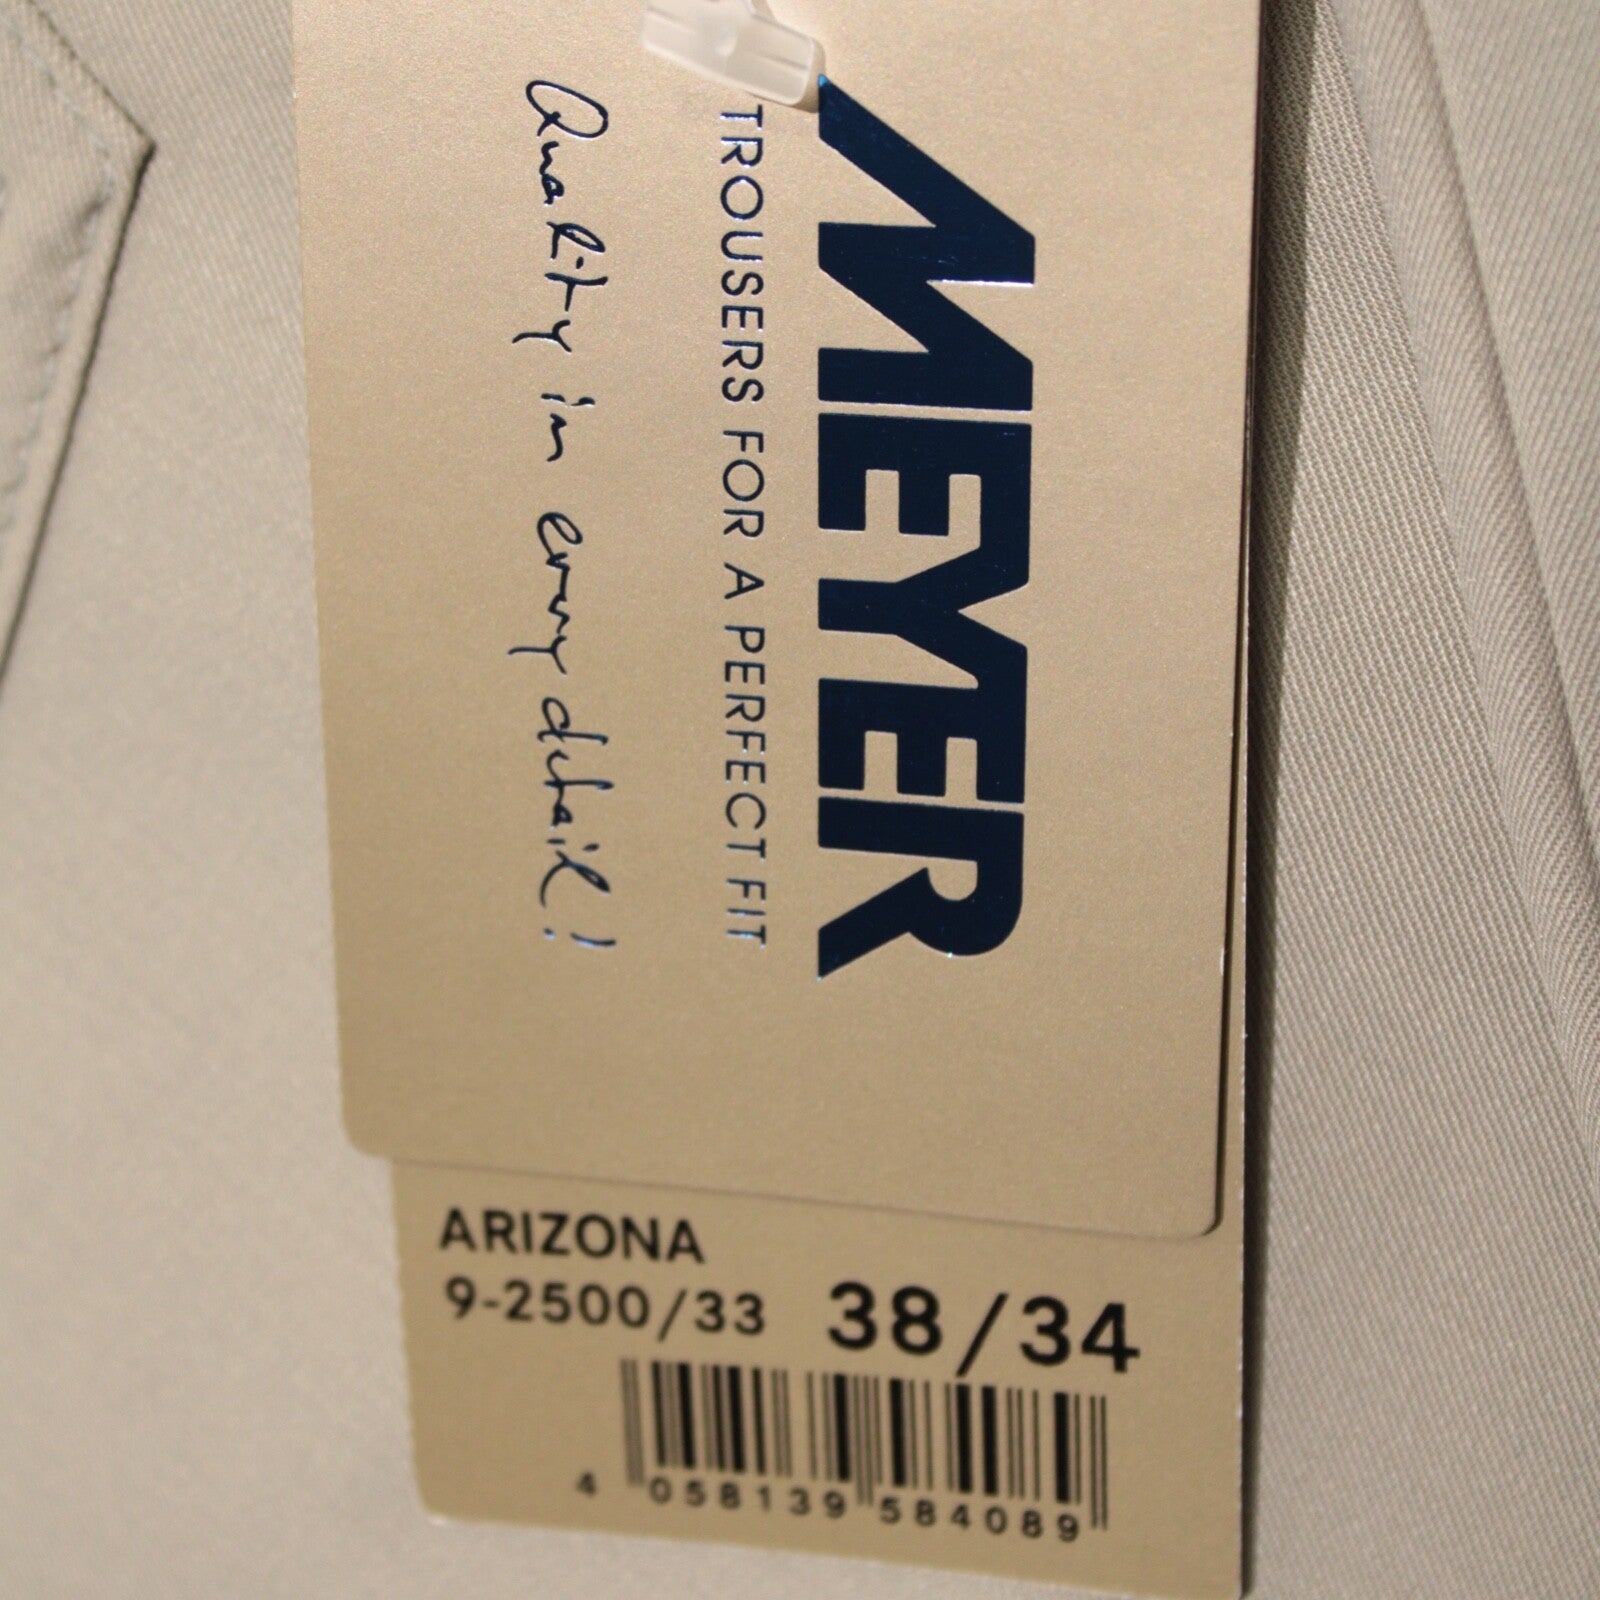 MEYER
TROUSERS FOR A PERFECT FIT
Quality in every detail!
ARIZONA
9-2500/33 38/34
4 058139 584089